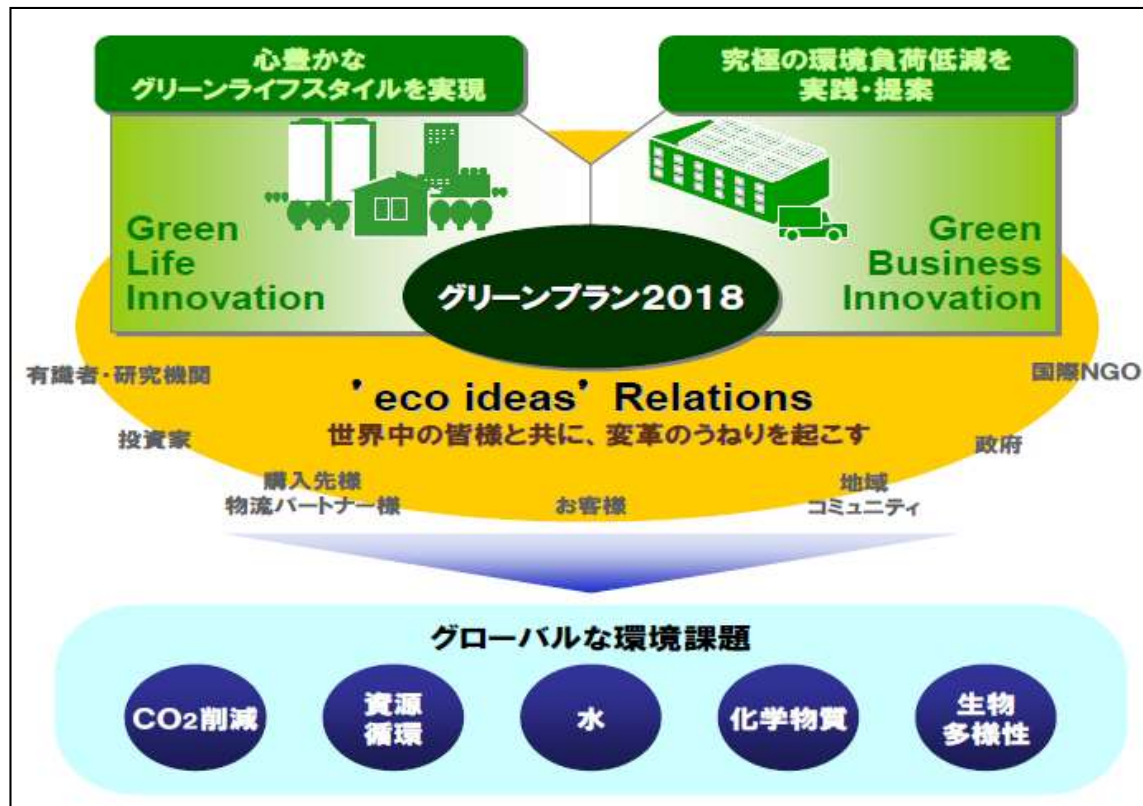 心豊かな
グリーンライフスタイルを実現
究極の環境負荷低減を
実践・提案
Green
Life
Innovation
Green
Business
Innovation
グリーンプラン2018
有識者・研究機関
国際NGO
'eco ideas' Relations
世界中の皆様と共に、変革のうねりを起こす
投資家
政府
購入先様
物流パートナー様
お客様
地域
コミュニティ
グローバルな環境課題
CO2削減
資源
循環
水
化学物質
生物
多様性